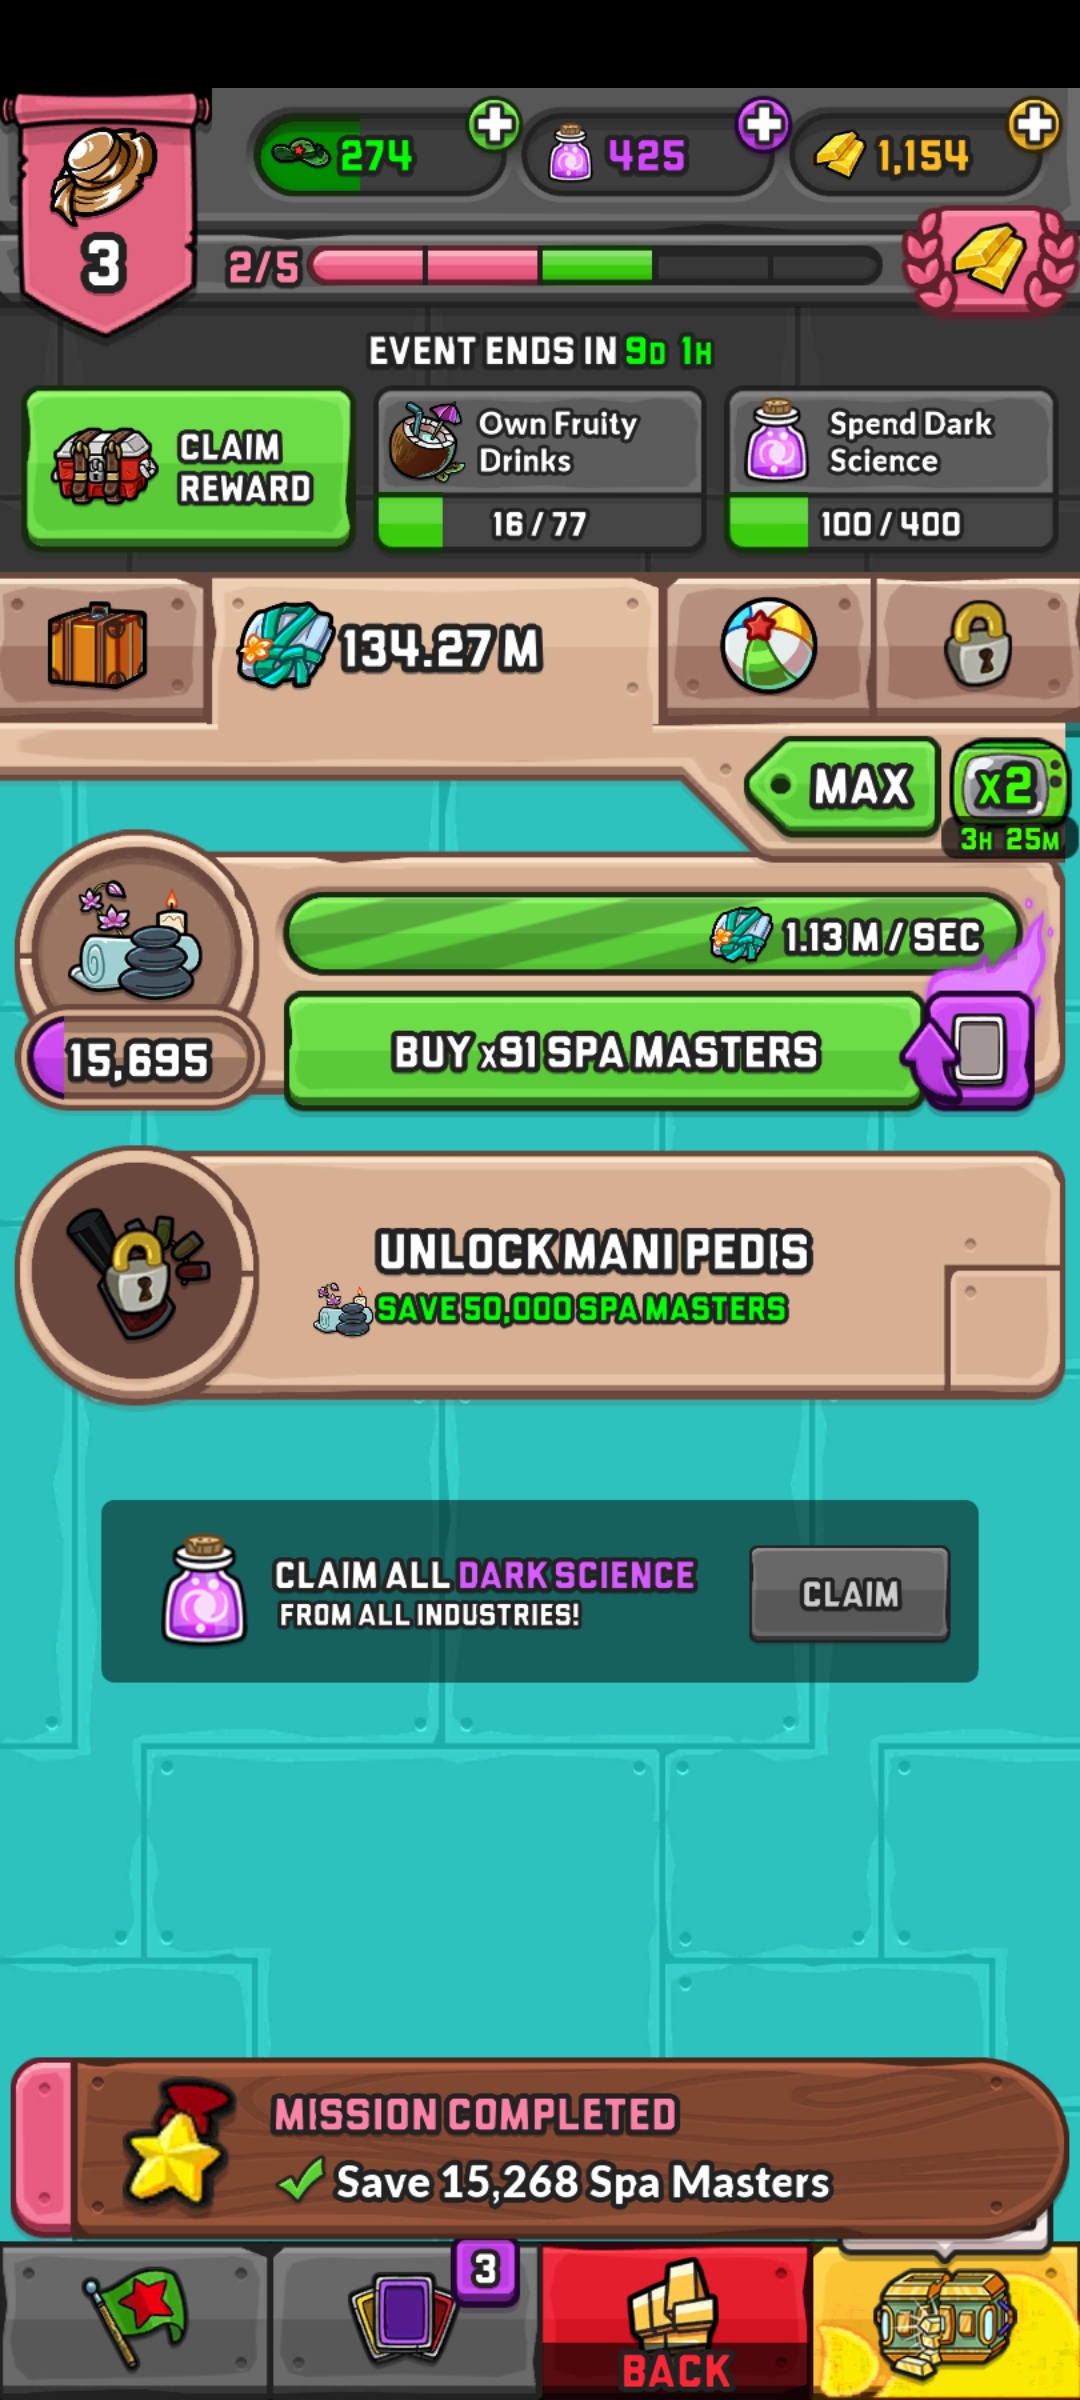 274
425
1,154
3
2/5
EVENT ENDS IN 9D 1H
CLAIM
REWARD
Own Fruity
Drinks
16 / 77
Spend Dark
Science
100 / 400
134.27 M
MAX
x2
3H 25M
1.13 M / SEC
15,695
BUY x91 SPA MASTERS
UNLOCK MANI PEDIS
SAVE 50,000 SPA MASTERS
CLAIM ALL DARK SCIENCE
FROM ALL INDUSTRIES!
CLAIM
MISSION COMPLETED
Save 15,268 Spa Masters
3
BACK